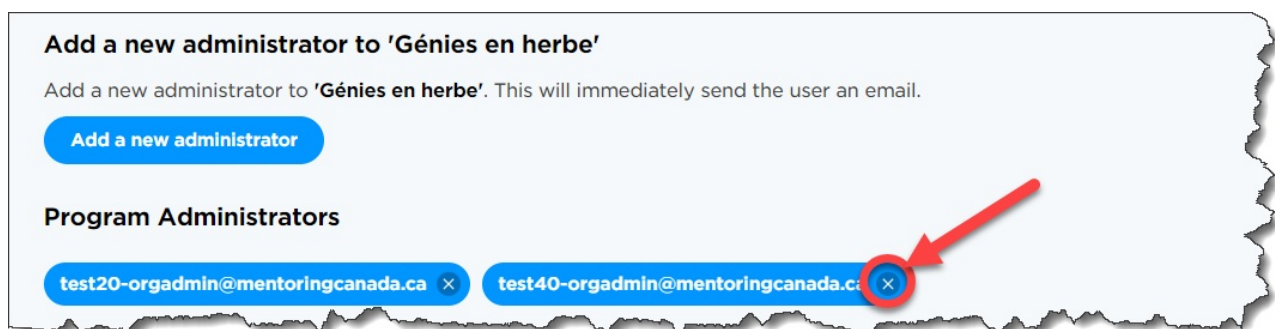 Add a new administrator to 'Génies en herbe'
Add a new administrator to 'Génies en herbe'. This will immediately send the user an email.
Add a new administrator
Program Administrators
test20-orgadmin@mentoringcanada.ca test40-orgadmin@mentoringcanada.ca